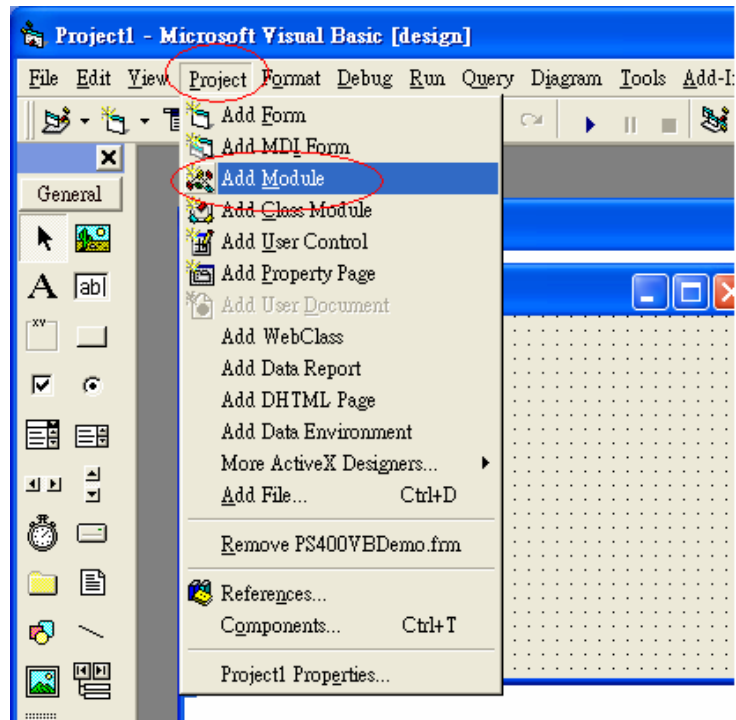 Project1 - Microsoft Visual Basic [design]
File Edit View Project Format Debug Run Query Diagram Tools Add-I
General
A
ab
XY
Add Form
Add MDI Form
Add Module
Add Class Module
Add User Control
Add Property Page
Add User Document
Add WebClass
Add Data Report
Add DHTML Page
Add Data Environment
More ActiveX Designers...
Add File... Ctrl+D
Remove PS400VBDemo.frm
References...
Components... Ctrl+T
Project1 Properties...